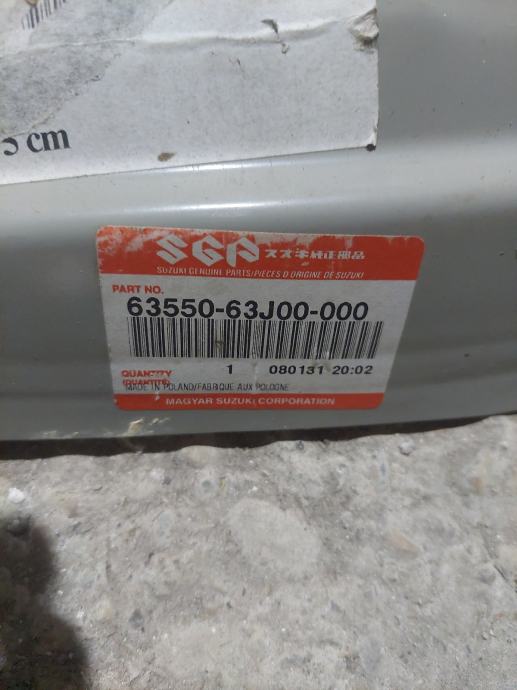 5 cm
SGP スズキ純正部品
SUZUKI GENUINE PARTS/PIECES D ORIGINE DE SUZUKI
PART NO.
63550-63J00-000
QUANTITY 1 080131 20:02
(QUANTITÉ)
MADE IN POLAND/FABRIQUE AUX POLOGNE
MAGYAR SUZUKI CORPORATION